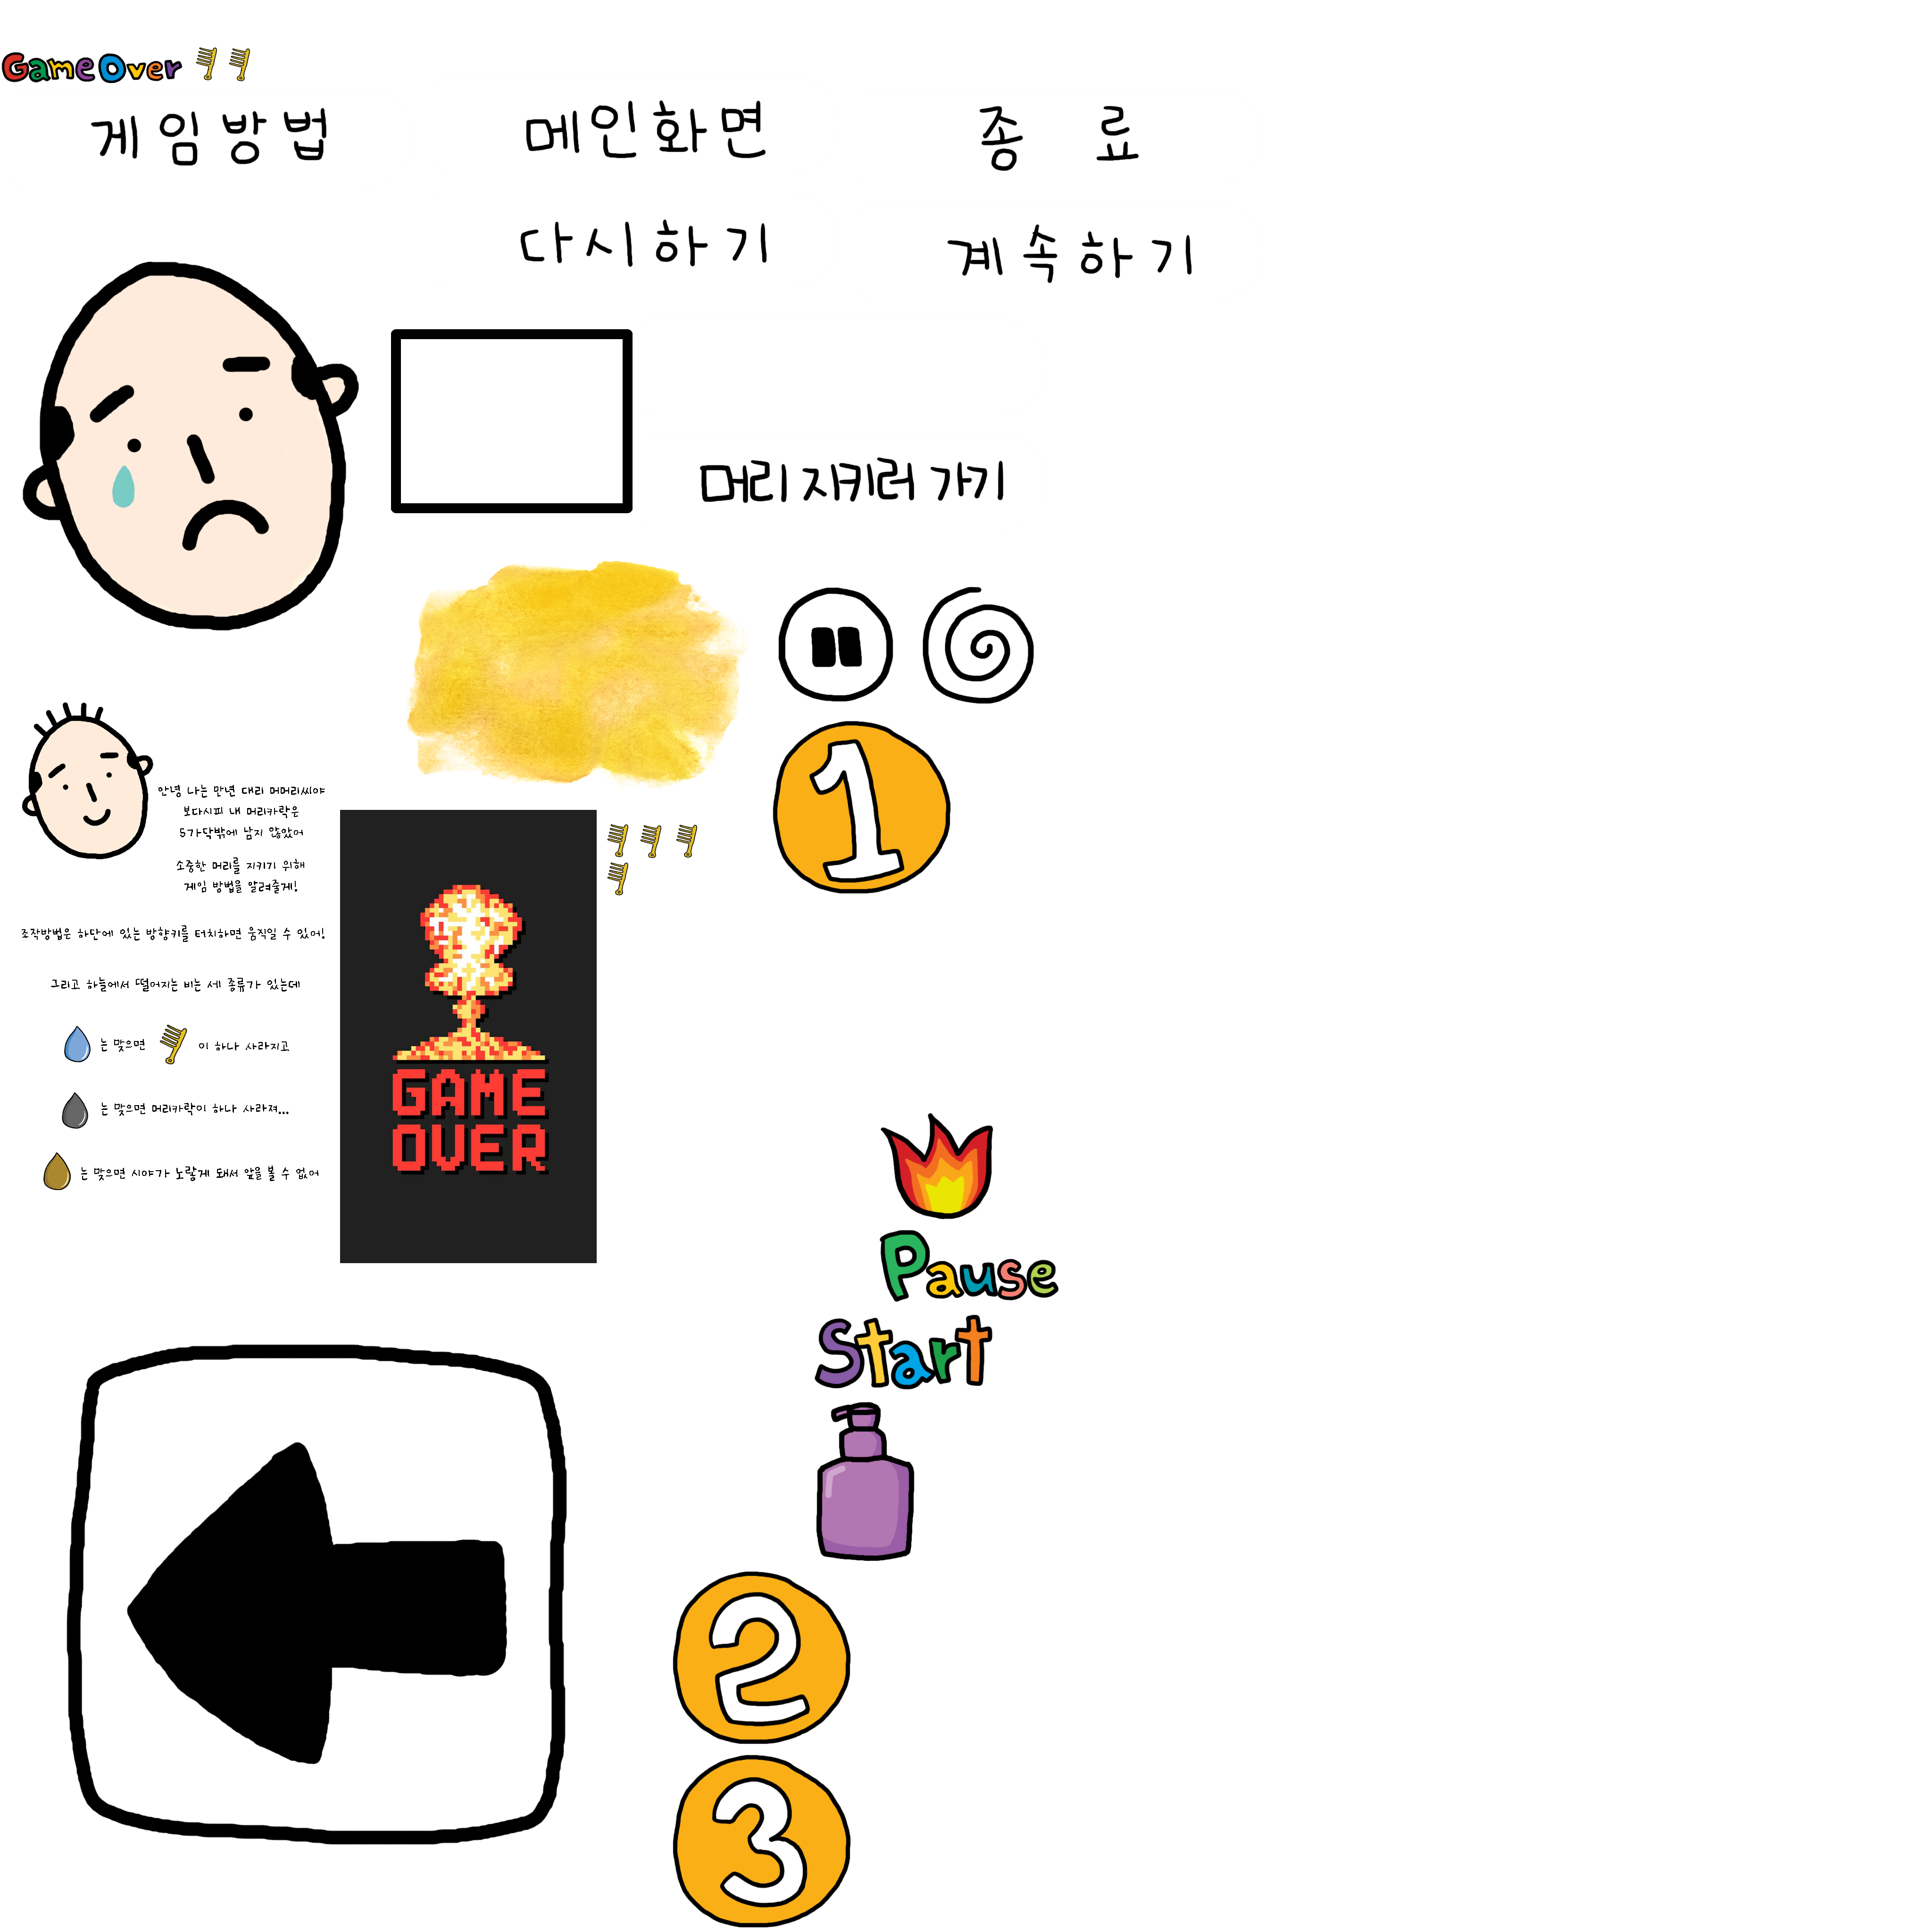 GameOver
게임방법 메인화면 종 료
다시하기 계속하기
머리지키러 가기
안녕 나는 만년 대리 머머리씨야
보다시피 내 머리카락은
5가닥밖에 남지 않았어
소중한 머리를 지키기 위해
게임 방법을 알려줄게!
조작방법은 하단에 있는 방향키를 터치하면 움직일 수 있어!
그리고 하늘에서 떨어지는 비는 세 종류가 있는데
는 맞으면 이 하나 사라지고
는 맞으면 머리카락이 하나 사라져...
는 맞으면 시야가 노랗게 돼서 앞을 볼 수 없어
1
GAME
OVER
Pause
Start
2
3